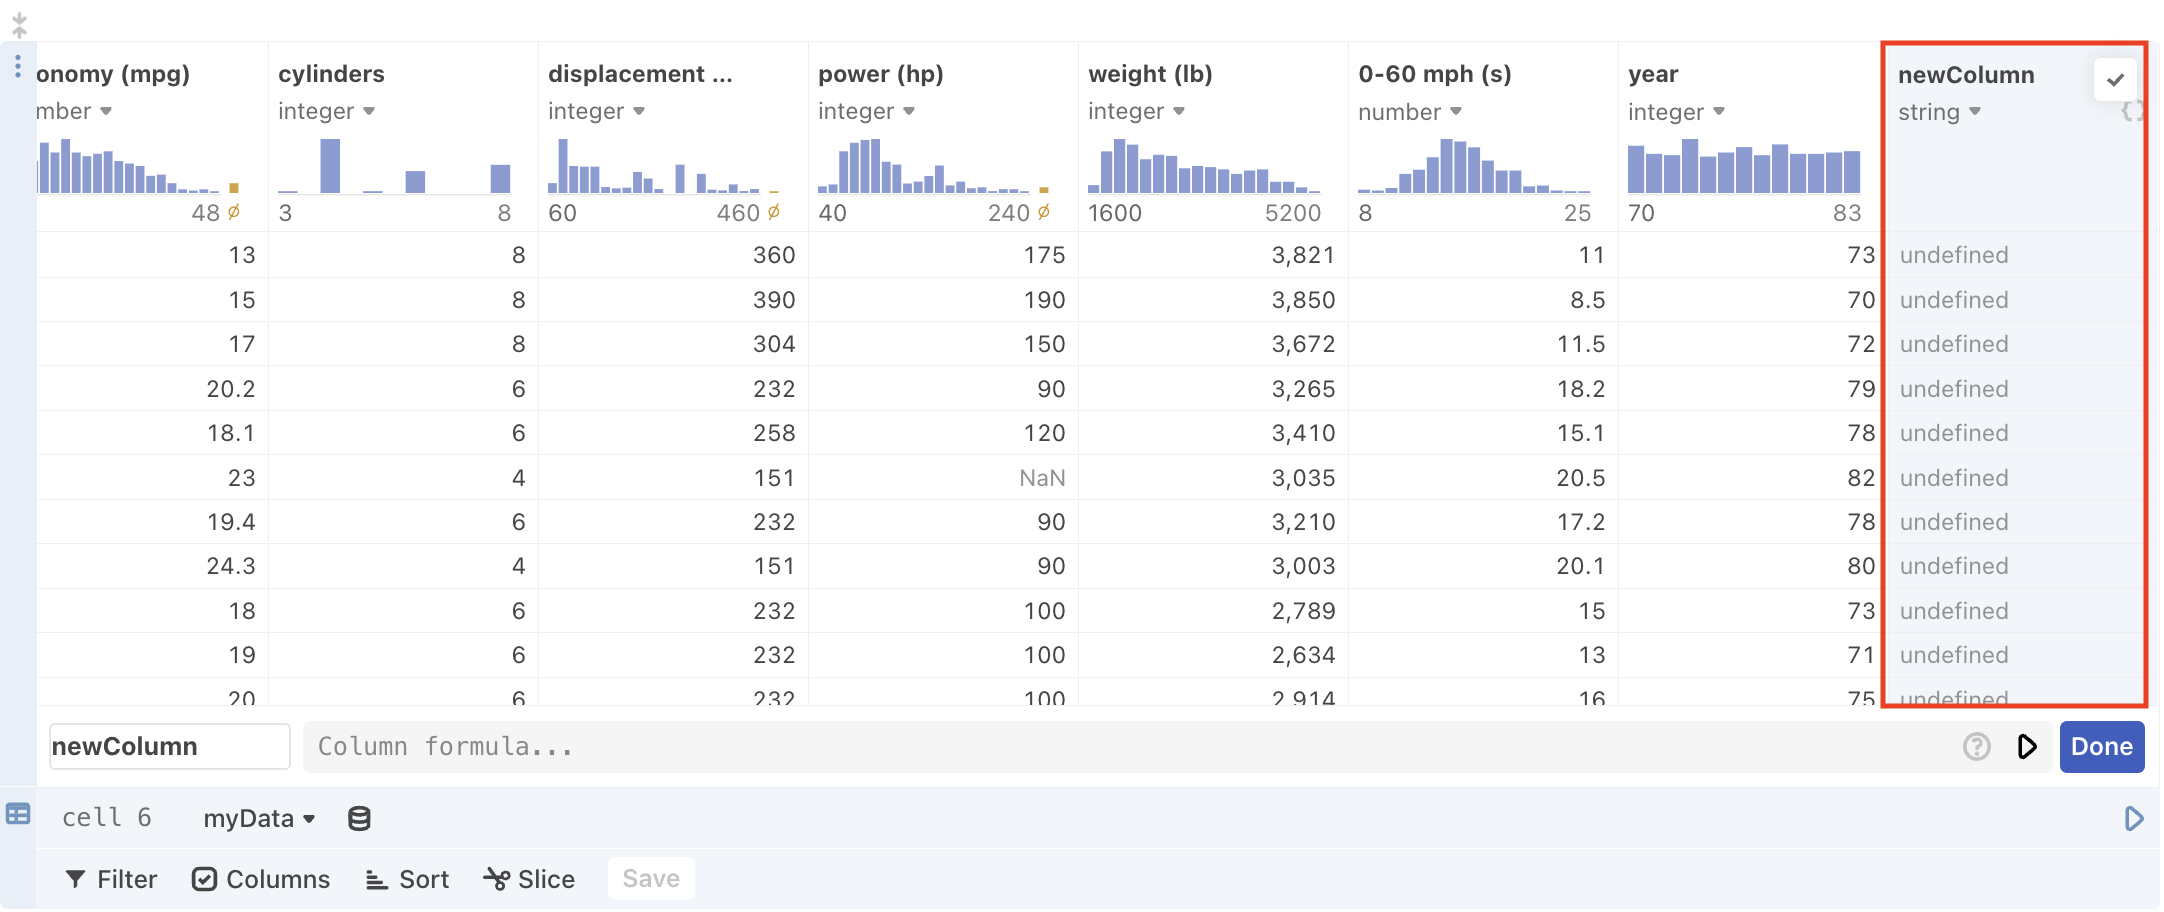 onomy (mpg) cylinders displacement ... power (hp) weight (lb) 0-60 mph (s) year newColumn
mber integer integer integer integer number integer string {}
48 ∅ 3 8 60 460 ∅ 40 240 ∅ 1600 5200 8 25 70 83
13 8 360 175 3,821 11 73 undefined
15 8 390 190 3,850 8.5 70 undefined
17 8 304 150 3,672 11.5 72 undefined
20.2 6 232 90 3,265 18.2 79 undefined
18.1 6 258 120 3,410 15.1 78 undefined
23 4 151 NaN 3,035 20.5 82 undefined
19.4 6 232 90 3,210 17.2 78 undefined
24.3 4 151 90 3,003 20.1 80 undefined
18 6 232 100 2,789 15 73 undefined
19 6 232 100 2,634 13 71 undefined
20 6 232 100 2,914 16 75 undefined
newColumn Column formula... ? Done
cell 6 myData
Filter Columns Sort Slice Save